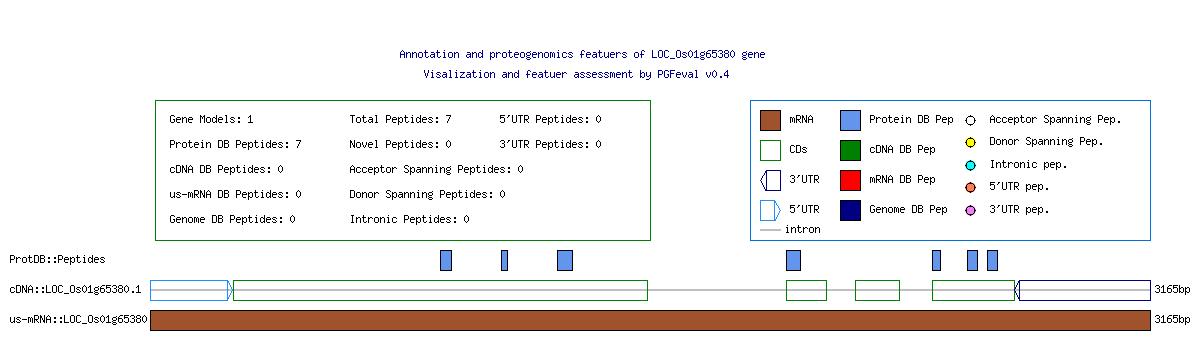 Annotation and proteogenomics featuers of LOC_Os01g65380 gene
Visalization and featuer assessment by PGFeval v0.4
Gene Models: 1 Total Peptides: 7 5'UTR Peptides: 0
Protein DB Peptides: 7 Novel Peptides: 0 3'UTR Peptides: 0
cDNA DB Peptides: 0 Acceptor Spanning Peptides: 0
us-mRNA DB Peptides: 0 Donor Spanning Peptides: 0
Genome DB Peptides: 0 Intronic Peptides: 0
mRNA Protein DB Pep Acceptor Spanning Pep.
CDs cDNA DB Pep Donor Spanning Pep.
3'UTR mRNA DB Pep Intronic pep.
5'UTR Genome DB Pep 5'UTR pep.
intron 3'UTR pep.
ProtDB::Peptides
cDNA::LOC_Os01g65380.1 3165bp
us-mRNA::LOC_Os01g65380 3165bp